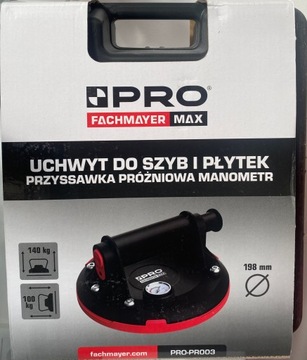 PRO
FACHMAYER MAX
UCHWYT DO SZYB I PŁYTEK
PRZYSSAWKA PRÓŻNIOWA MANOMETR
140 kg
PRO
198 mm
100 kg
fachmayer.com PRO-PR003